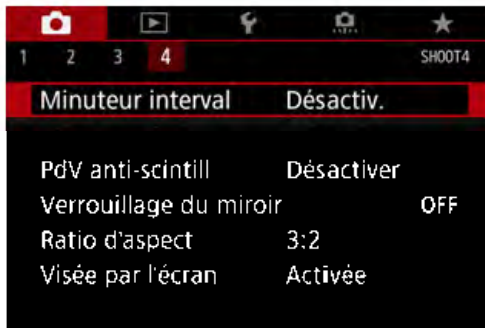 1 2 3 4 SHOOT4
Minuteur interval Désactiv.
PdV anti-scintill Désactiver
Verrouillage du miroir OFF
Ratio d'aspect 3:2
Visée par l'écran Activée